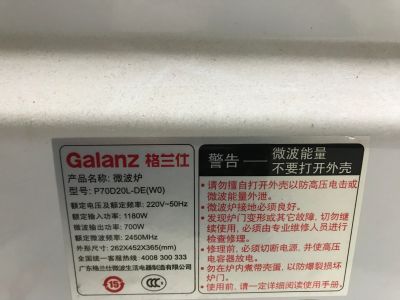 Galanz 格兰仕
产品名称: 微波炉
型号: P70D20L-DE(W0)
额定电压及额定频率: 220V~50Hz
额定输入功率: 1180W
微波输出功率: 700W
额定微波频率: 2450MHz
外形尺寸: 262X452X365(mm)
全国统一客服热线: 4008 300 333
广东格兰仕微波生活电器制造有限公司
15
警告 — 微波能量
不要打开外壳
• 请勿擅自打开外壳以防高压电击或
微波能量外泄。
• 微波炉接地必须良好。
• 发现炉门变形或其它故障, 切勿继
续使用, 必须由专业维修人员进行
检查修理。
• 修理前, 必须切断电源, 并使高压
电容器放电。
• 勿在炉内煮带壳蛋, 以防爆裂损坏
炉门。
• 使用前, 请一定阅读使用手册。